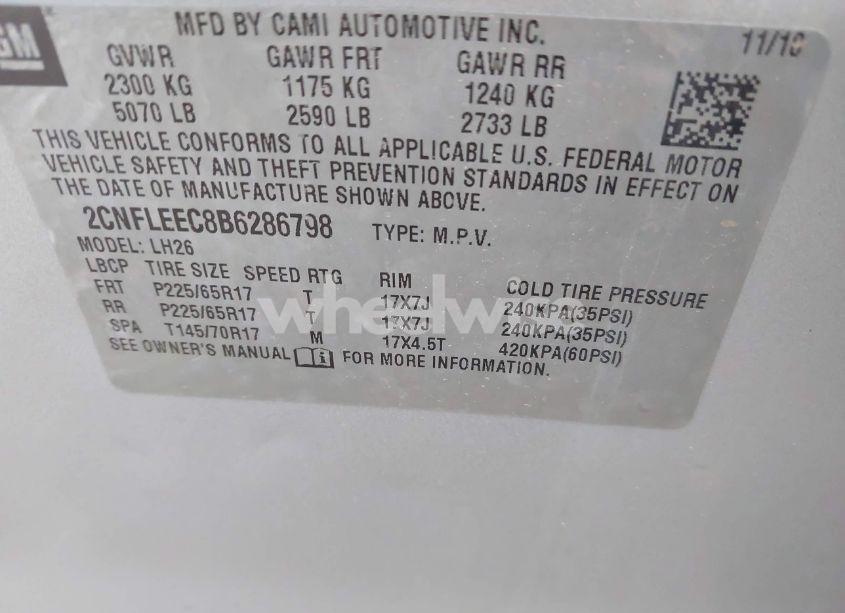 GM
MFD BY CAMI AUTOMOTIVE INC.
11/10
GVWR GAWR FRT GAWR RR
2300 KG 1175 KG 1240 KG
5070 LB 2590 LB 2733 LB
THIS VEHICLE CONFORMS TO ALL APPLICABLE U.S. FEDERAL MOTOR
VEHICLE SAFETY AND THEFT PREVENTION STANDARDS IN EFFECT ON
THE DATE OF MANUFACTURE SHOWN ABOVE.
2CNFLEEC8B6286798 TYPE: M.P.V.
MODEL: LH26
LBCP TIRE SIZE SPEED RTG RIM COLD TIRE PRESSURE
FRT P225/65R17 T 17X7J 240KPA(35PSI)
RR P225/65R17 T 17X7J 240KPA(35PSI)
SPA T145/70R17 M 17X4.5T 420KPA(60PSI)
SEE OWNER'S MANUAL FOR MORE INFORMATION.
wheelwire